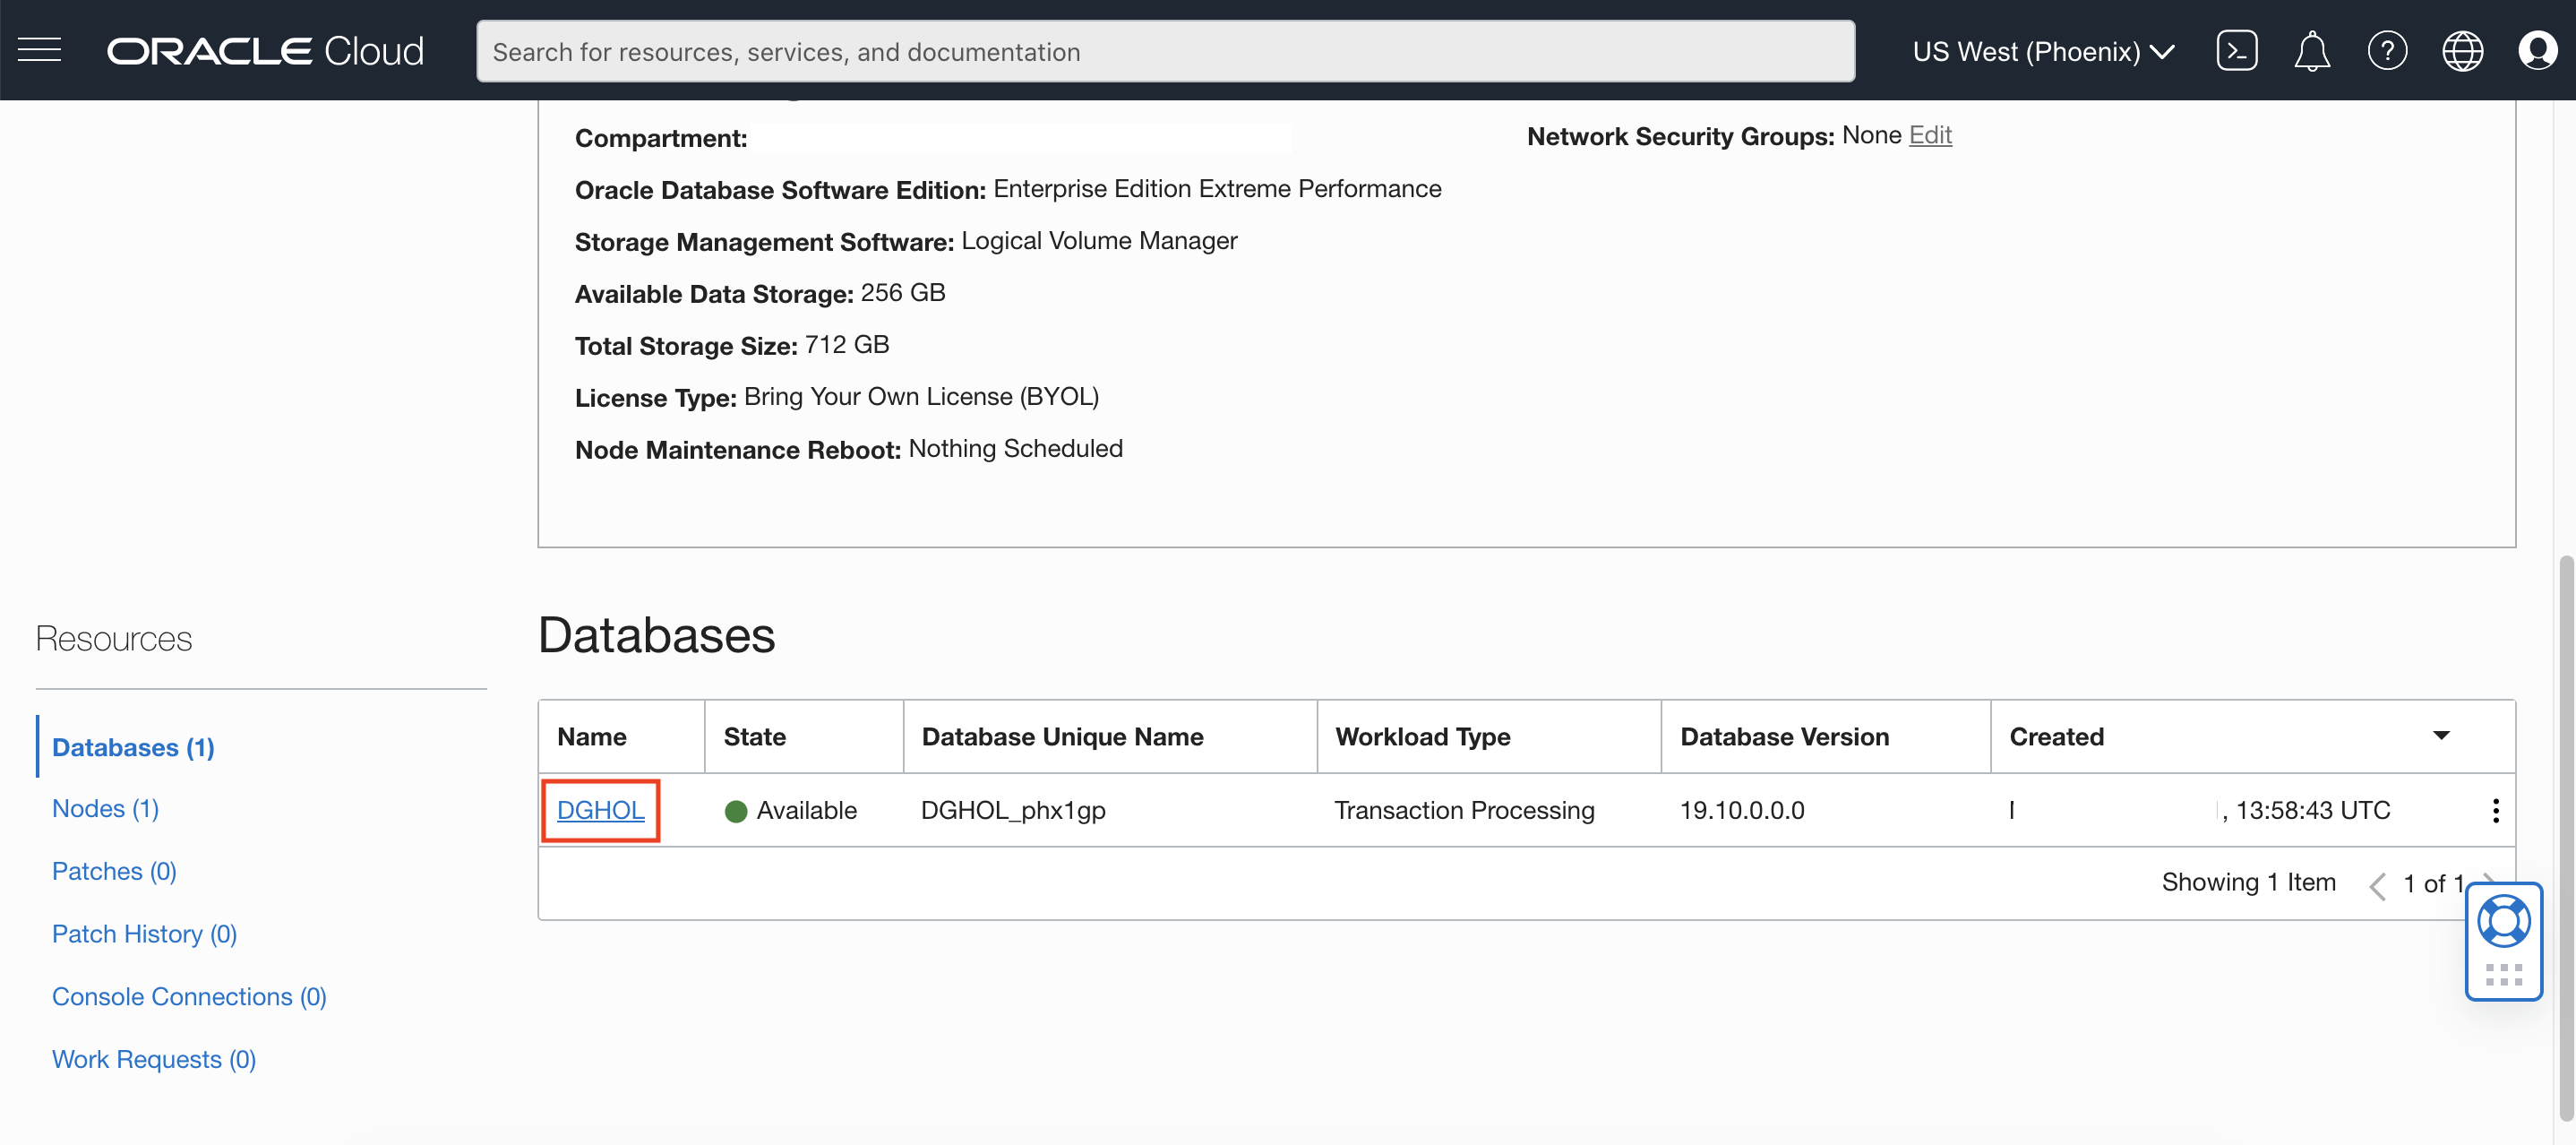 ORACLE Cloud
Search for resources, services, and documentation
US West (Phoenix)
Compartment:
Network Security Groups: None Edit
Oracle Database Software Edition: Enterprise Edition Extreme Performance
Storage Management Software: Logical Volume Manager
Available Data Storage: 256 GB
Total Storage Size: 712 GB
License Type: Bring Your Own License (BYOL)
Node Maintenance Reboot: Nothing Scheduled
Resources
Databases (1)
Nodes (1)
Patches (0)
Patch History (0)
Console Connections (0)
Work Requests (0)
Databases
Name State Database Unique Name Workload Type Database Version Created
DGHOL Available DGHOL_phx1gp Transaction Processing 19.10.0.0.0 , 13:58:43 UTC
Showing 1 Item 1 of 1